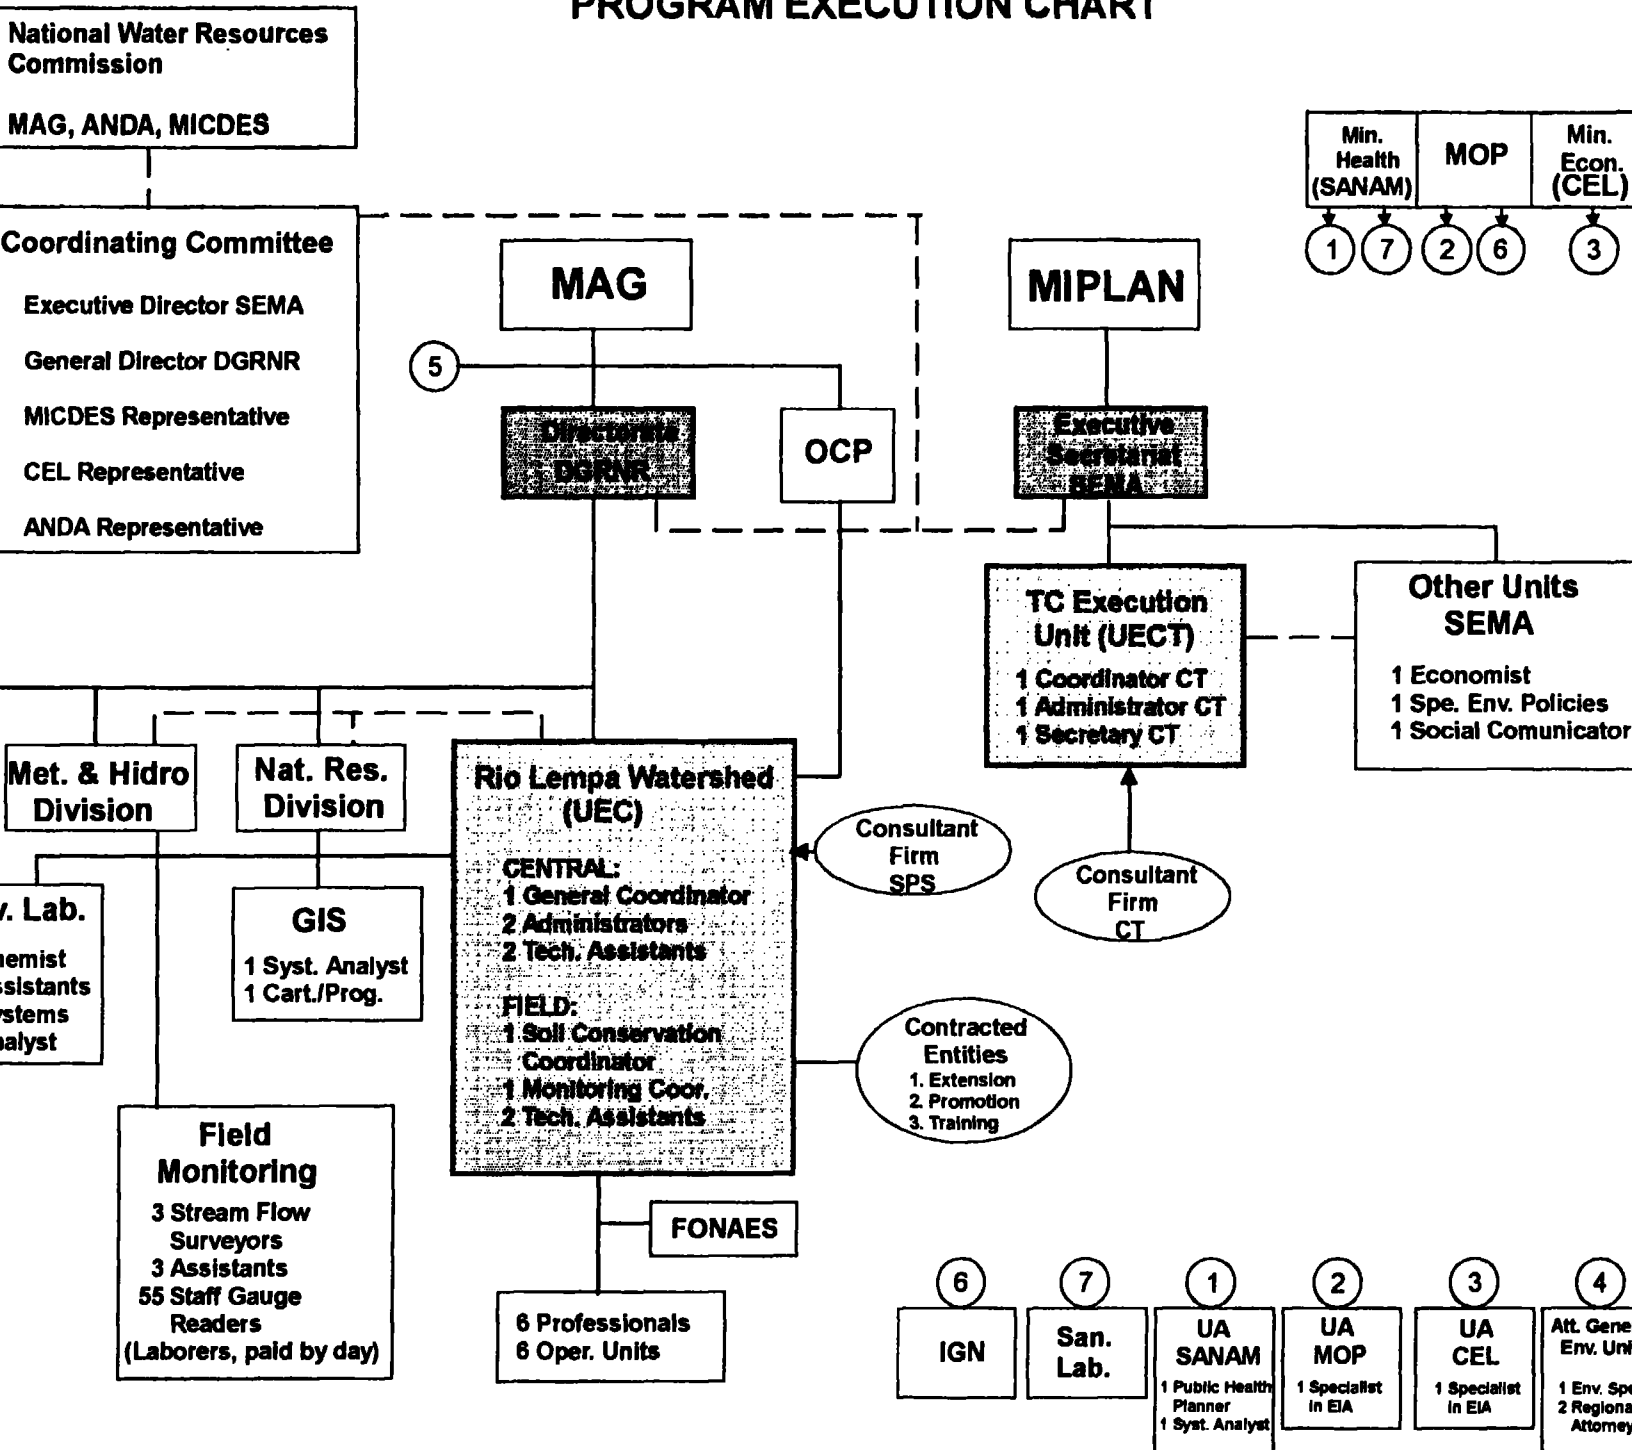 PROGRAM EXECUTION CHART
National Water Resources
Commission
MAG, ANDA, MICDES
Coordinating Committee
Executive Director SEMA
General Director DGRNR
MICDES Representative
CEL Representative
ANDA Representative
Min.
Health
(SANAM)
MOP
Min.
Econ.
(CEL)
1
7
2
6
3
MAG
MIPLAN
5
Directorate
DGRNR
OCP
Executive
Secretariat
SEMA
TC Execution
Unit (UECT)
1 Coordinator CT
1 Administrator CT
1 Secretary CT
Other Units
SEMA
1 Economist
1 Spe. Env. Policies
1 Social Comunicator
Met. & Hidro
Division
Nat. Res.
Division
Rio Lempa Watershed
(UEC)
CENTRAL:
1 General Coordinator
2 Administrators
2 Tech. Assistants
FIELD:
1 Soil Conservation
Coordinator
1 Monitoring Coor.
2 Tech. Assistants
Consultant
Firm
SPS
Consultant
Firm
CT
Lab.
GIS
1 Syst. Analyst
1 Cart./Prog.
Contracted
Entities
1. Extension
2. Promotion
3. Training
Field
Monitoring
3 Stream Flow
Surveyors
3 Assistants
55 Staff Gauge
Readers
(Laborers, paid by day)
FONAES
6 Professionals
6 Oper. Units
6
IGN
7
San.
Lab.
1
UA
SANAM
1 Public Health
Planner
1 Syst. Analyst
2
UA
MOP
1 Specialist
in EIA
3
UA
CEL
1 Specialist
in EIA
4
Att.
Env.
1 Env.
2